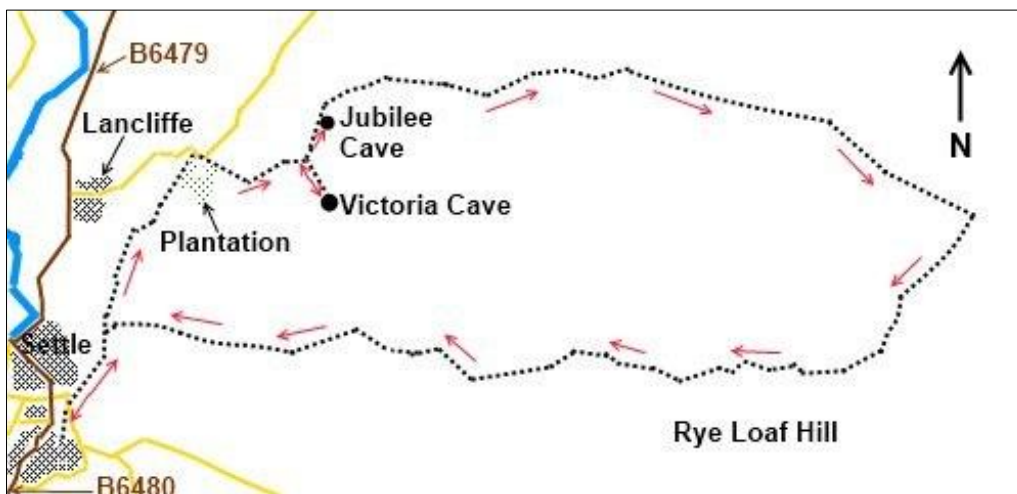 B6479
Lancliffe
Jubilee
Cave
N
Victoria Cave
Plantation
Settle
Rye Loaf Hill
B6480